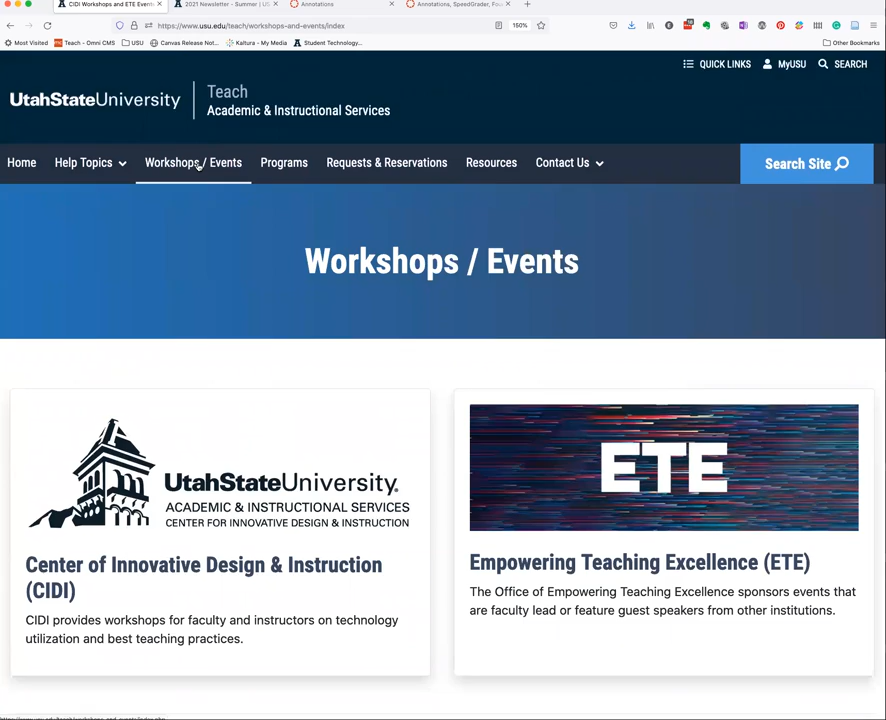 CIDI Workshops and ETE Events
2021 Newsletter - Summer | US
Annotations
Annotations, SpeedGrader, Fou
https://www.usu.edu/teach/workshops-and-events/index
150%
Most Visited
Teach - Omni CMS
USU
Canvas Release Not...
Kaltura - My Media
Student Technology...
Other Bookmarks
QUICK LINKS
MyUSU
SEARCH
UtahStateUniversity
Teach
Academic & Instructional Services
Home
Help Topics
Workshops / Events
Programs
Requests & Reservations
Resources
Contact Us
Search Site
Workshops / Events
UtahStateUniversity®
ACADEMIC & INSTRUCTIONAL SERVICES
CENTER FOR INNOVATIVE DESIGN & INSTRUCTION
Center of Innovative Design & Instruction
(CIDI)
CIDI provides workshops for faculty and instructors on technology
utilization and best teaching practices.
ETE
Empowering Teaching Excellence (ETE)
The Office of Empowering Teaching Excellence sponsors events that
are faculty lead or feature guest speakers from other institutions.